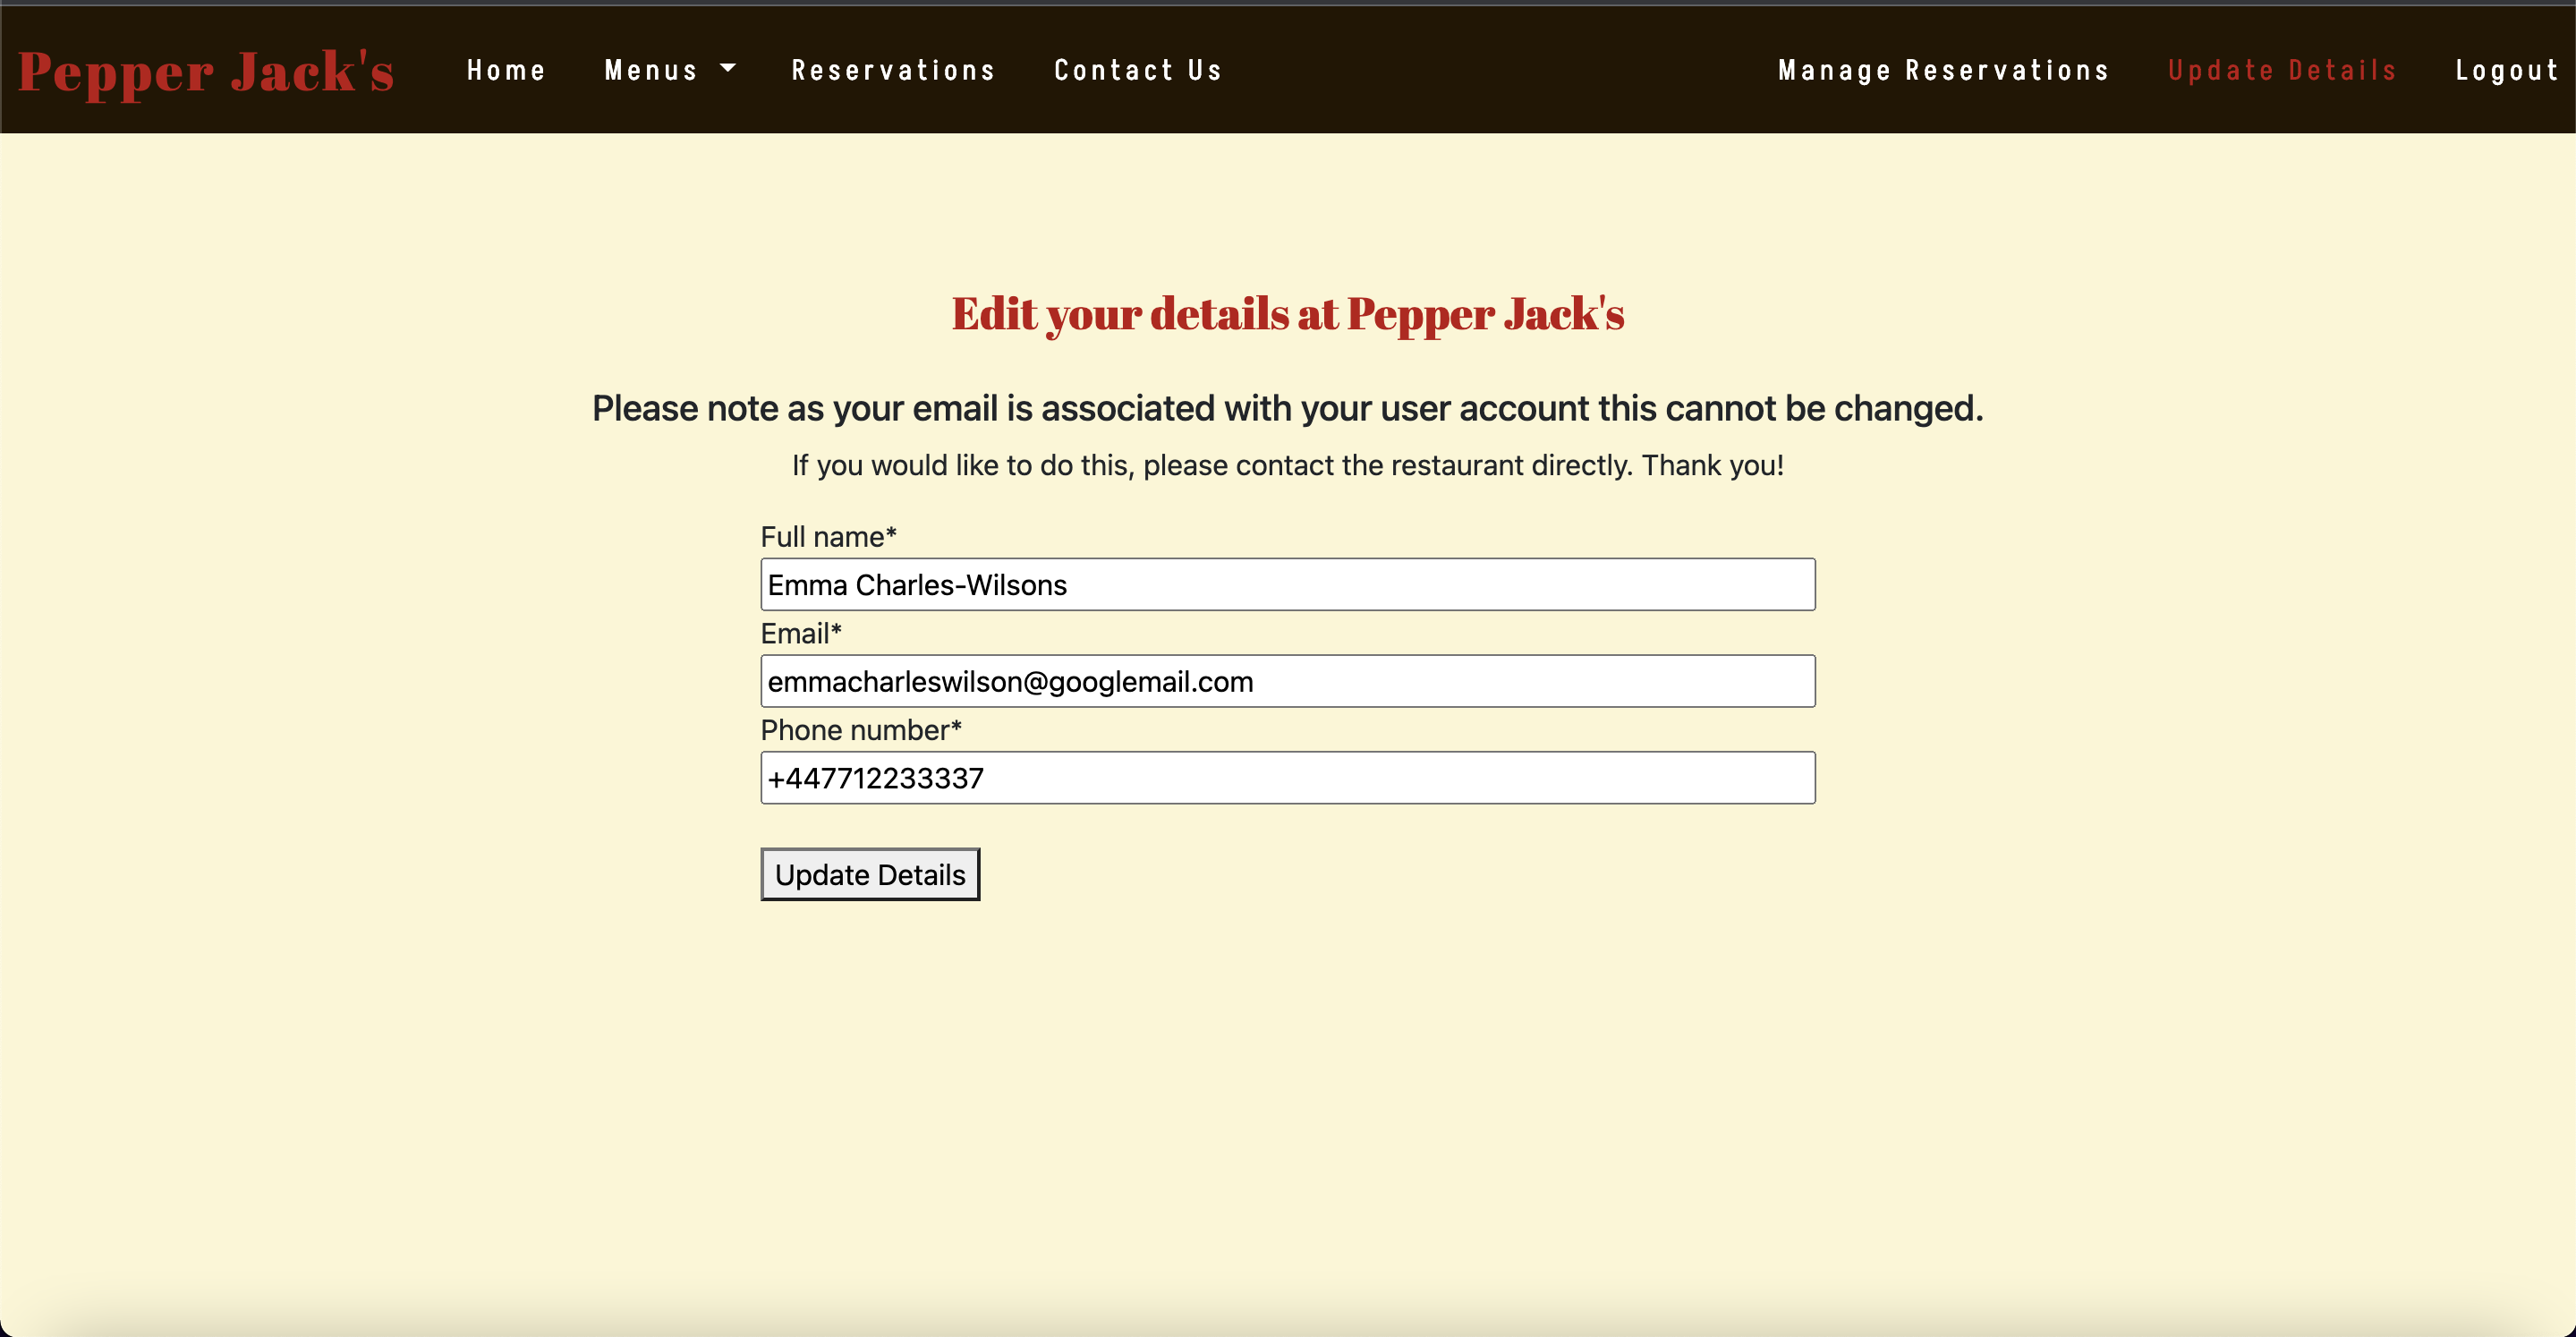 Pepper Jack's Home Menus Reservations Contact Us Manage Reservations Update Details Logout
Edit your details at Pepper Jack's
Please note as your email is associated with your user account this cannot be changed.
If you would like to do this, please contact the restaurant directly. Thank you!
Full name*
Emma Charles-Wilsons
Email*
emmacharleswilson@googlemail.com
Phone number*
+447712233337
Update Details